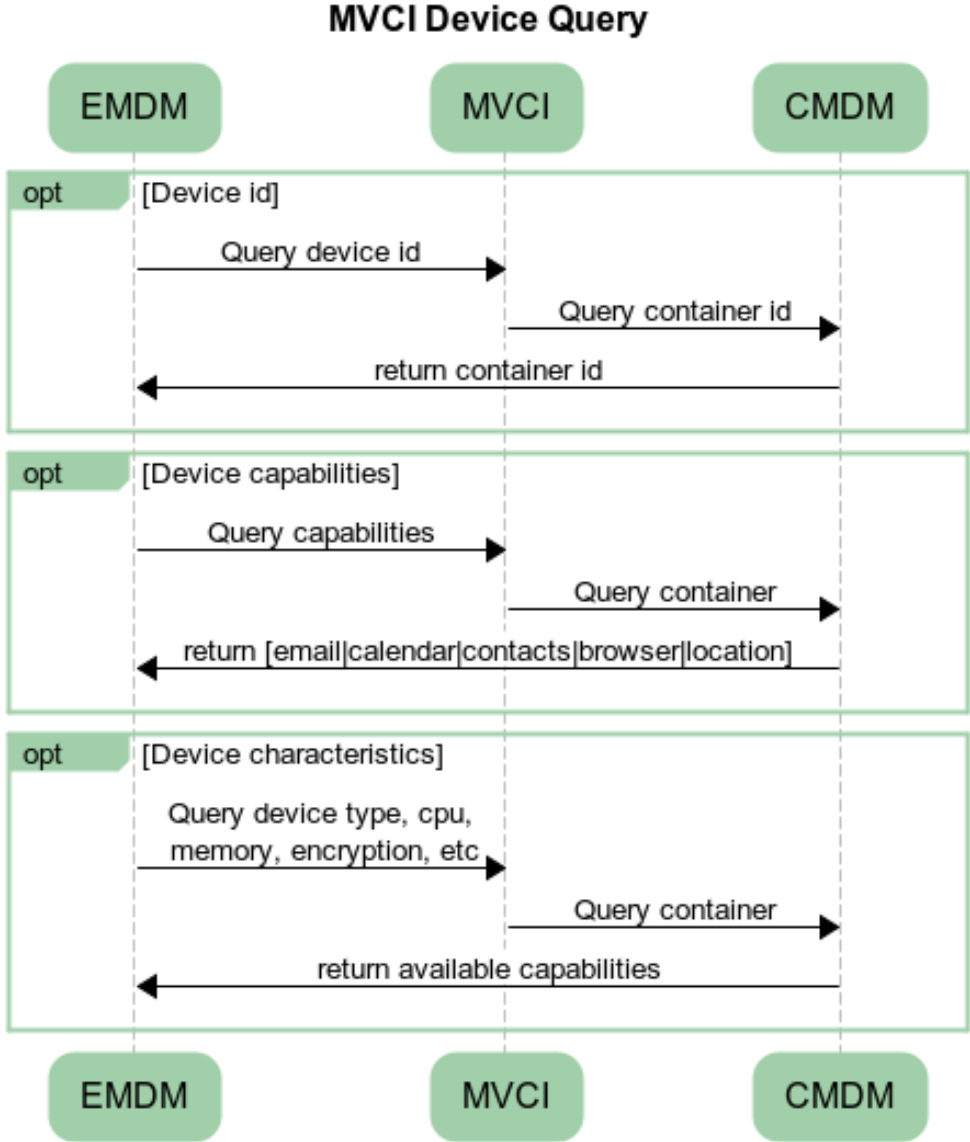 MVCI Device Query
EMDM MVCI CMDM
opt [Device id]
Query device id
Query container id
return container id
opt [Device capabilities]
Query capabilities
Query container
return [email|calendar|contacts|browser|location]
opt [Device characteristics]
Query device type, cpu,
memory, encryption, etc
Query container
return available capabilities
EMDM MVCI CMDM